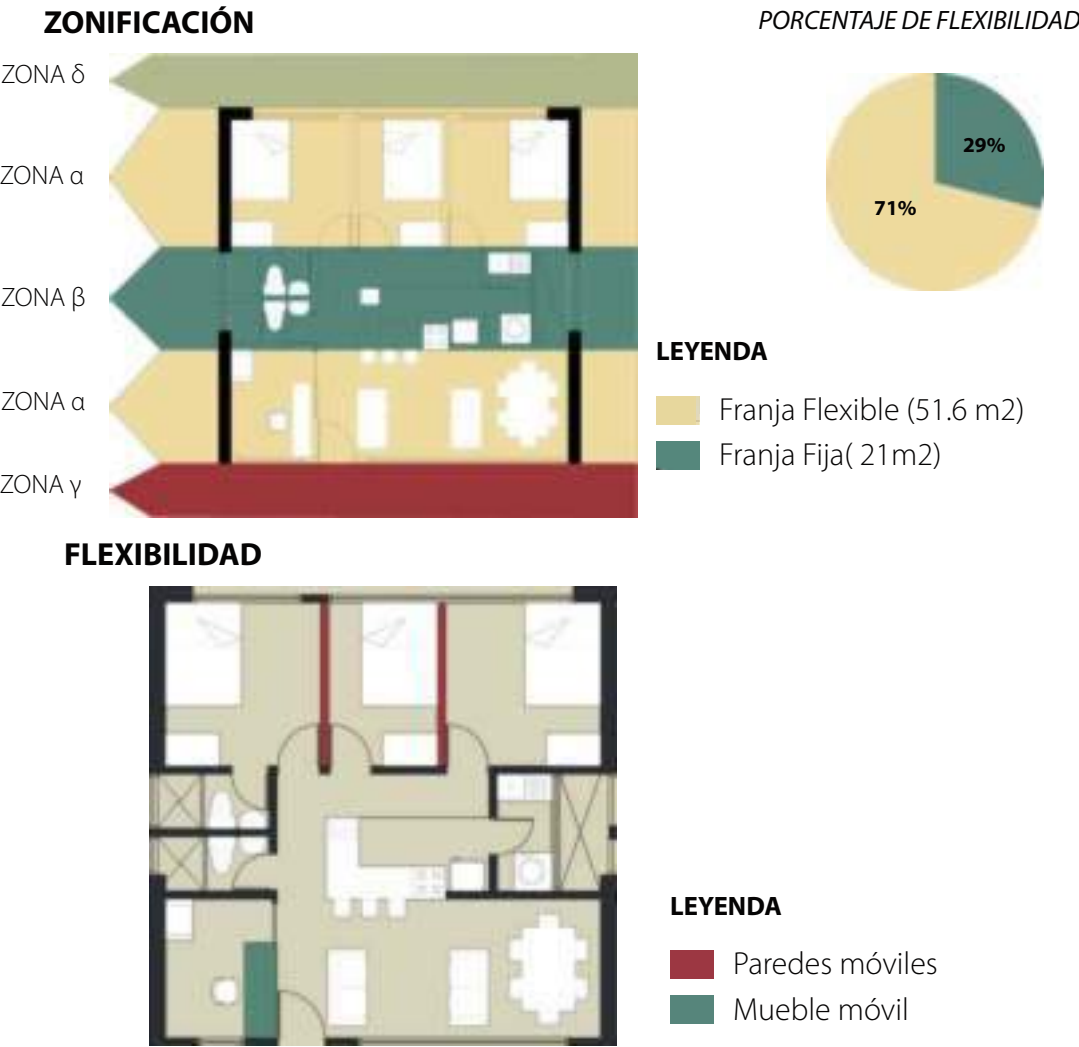 ZONIFICACIÓN
PORCENTAJE DE FLEXIBILIDAD
ZONA δ
ZONA α
ZONA β
ZONA α
ZONA γ
29%
71%
LEYENDA
Franja Flexible (51.6 m2)
Franja Fija( 21m2)
FLEXIBILIDAD
LEYENDA
Paredes móviles
Mueble móvil